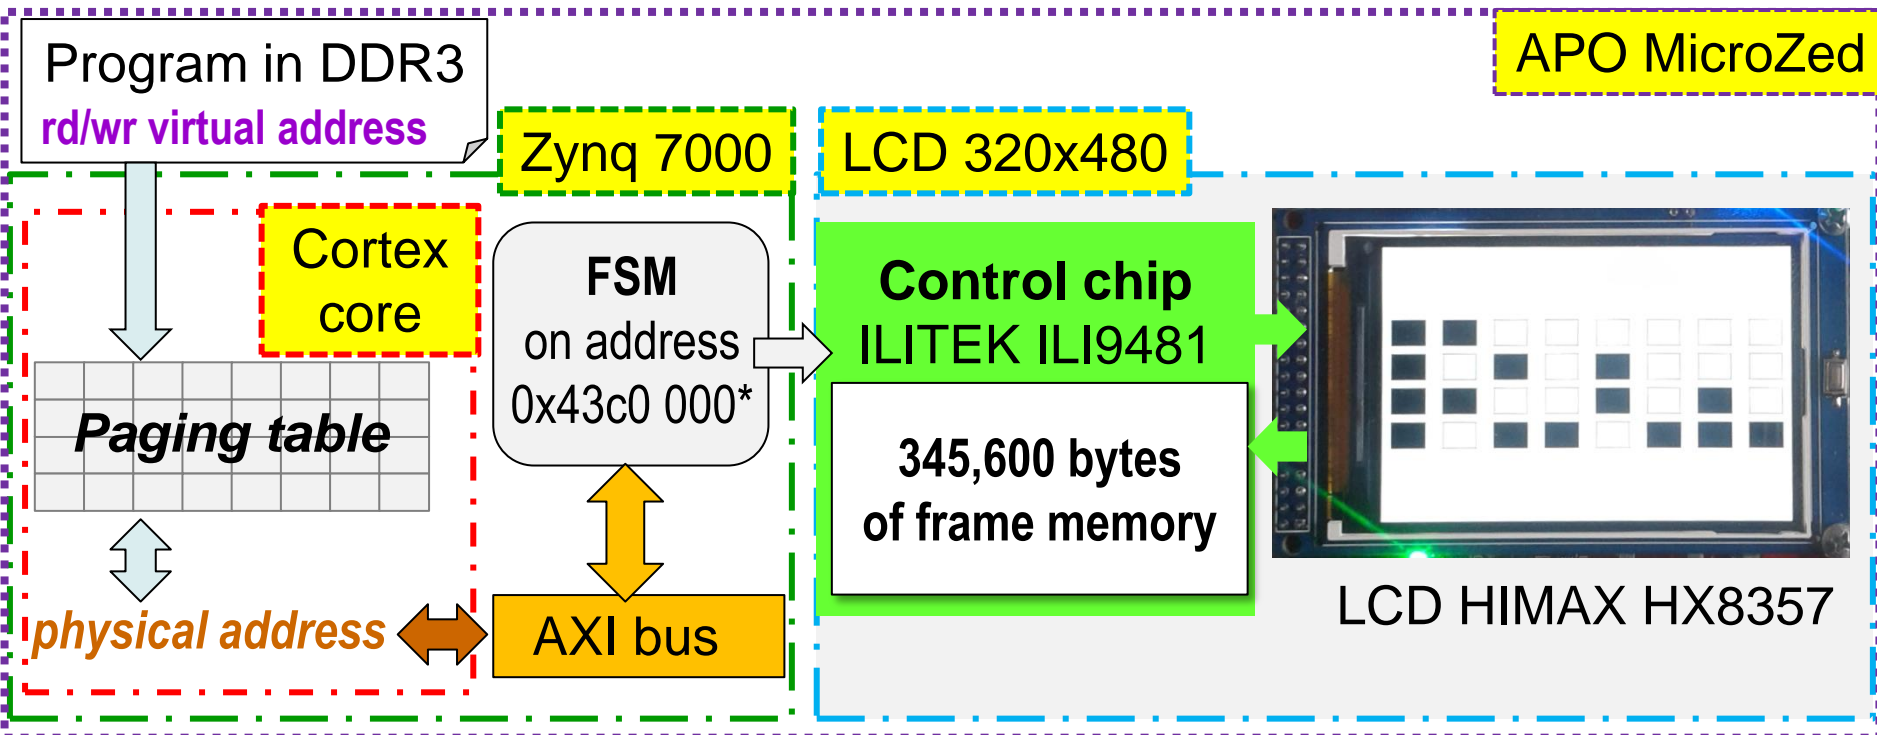 Program in DDR3
rd/wr virtual address
APO MicroZed
Zynq 7000
LCD 320x480
Cortex
core
FSM
on address
0x43c0 000*
Control chip
ILITEK ILI9481
Paging table
345,600 bytes
of frame memory
physical address
AXI bus
LCD HIMAX HX8357